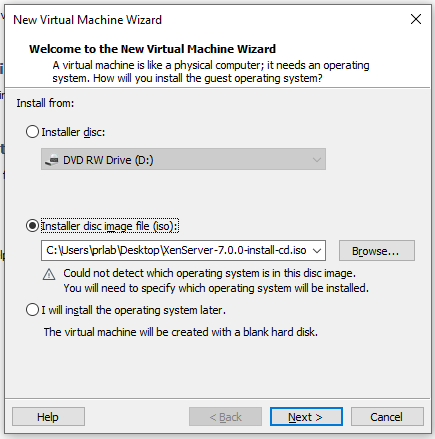 New Virtual Machine Wizard
Welcome to the New Virtual Machine Wizard
A virtual machine is like a physical computer; it needs an operating
system. How will you install the guest operating system?
Install from:
Installer disc:
DVD RW Drive (D:)
Installer disc image file (iso):
C:\Users\prlab\Desktop\XenServer-7.0.0-install-cd.iso
Browse...
Could not detect which operating system is in this disc image.
You will need to specify which operating system will be installed.
I will install the operating system later.
The virtual machine will be created with a blank hard disk.
Help
< Back
Next >
Cancel